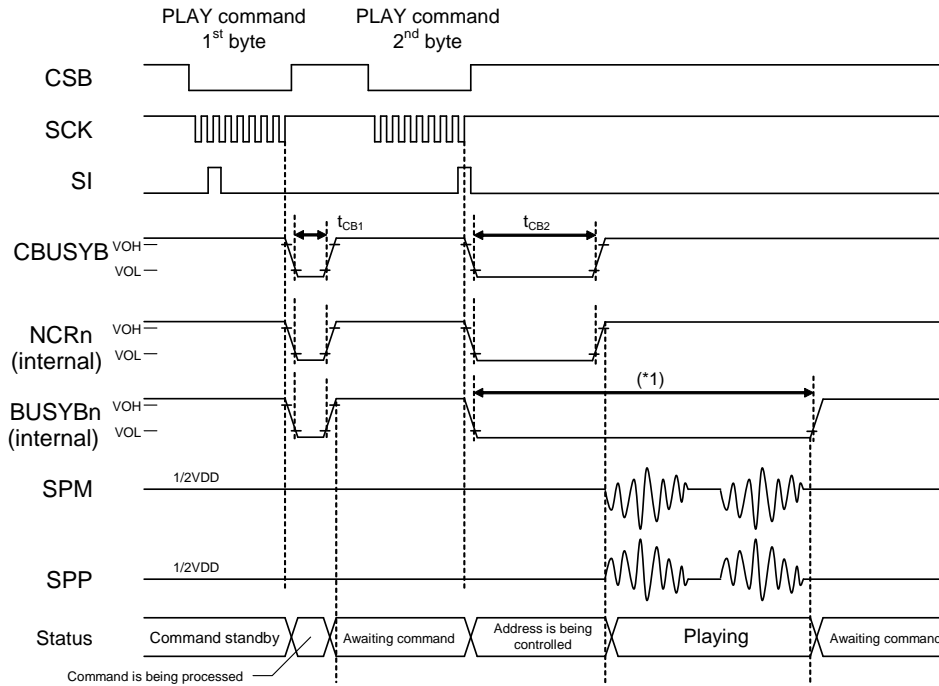 PLAY command
1st byte
PLAY command
2nd byte
CSB
SCK
SI
tCB1
tCB2
CBUSYB
VOH
VOL
NCRn
(internal)
VOH
VOL
(*1)
BUSYBn
(internal)
VOH
VOL
SPM
1/2VDD
SPP
1/2VDD
Status
Command standby
Awaiting command
Address is being
controlled
Playing
Awaiting command
Command is being processed